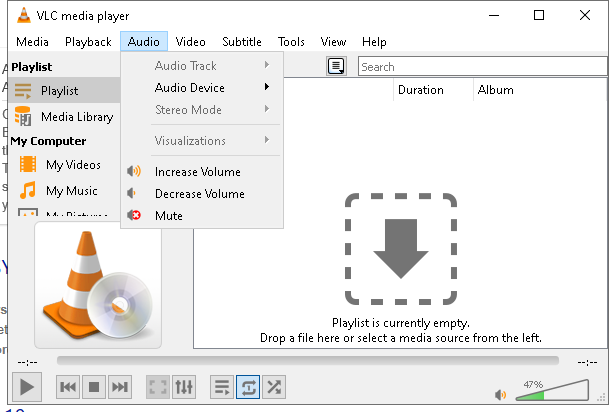 VLC media player
Media Playback Audio Video Subtitle Tools View Help
Playlist
Playlist
Media Library
My Computer
My Videos
My Music
My Pictures
Audio Track
Audio Device
Stereo Mode
Visualizations
Increase Volume
Decrease Volume
Mute
Search
Duration Album
Playlist is currently empty.
Drop a file here or select a media source from the left.
--:-- --:--
47%